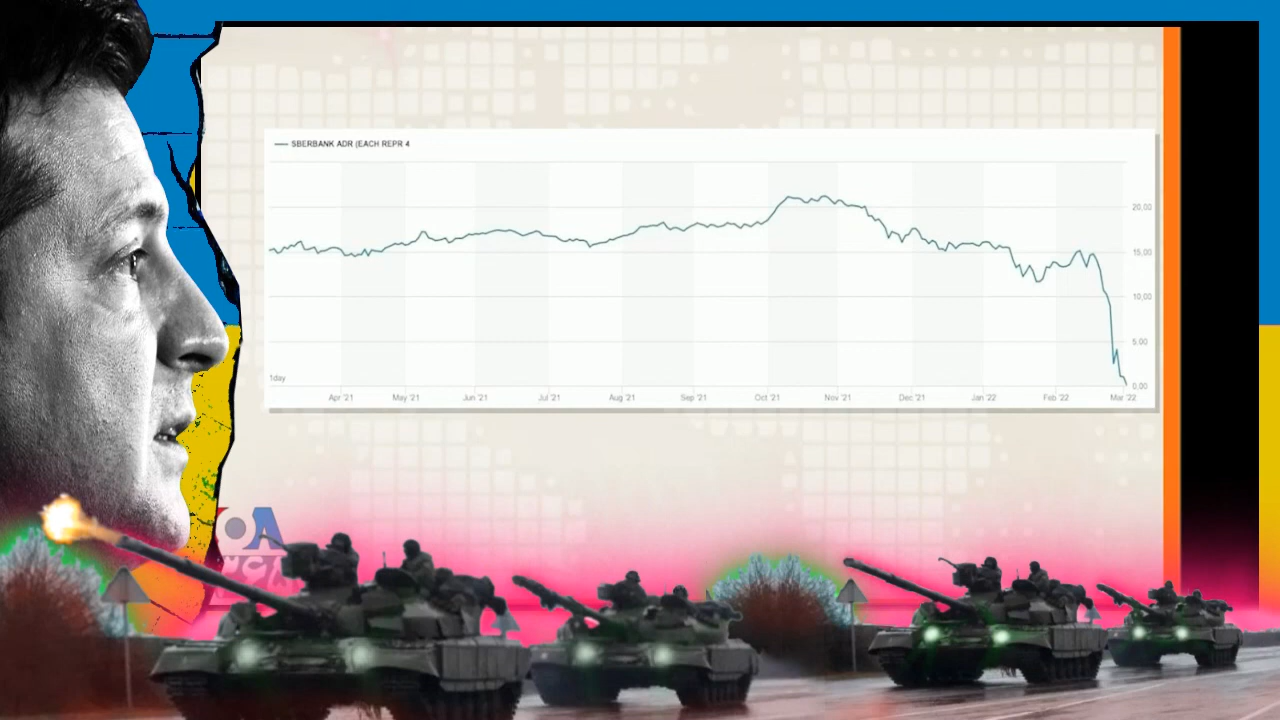 SBERBANK ADR (EACH REPR 4
20,00
15,00
10,00
5,00
0,00
1day
Apr '21 May '21 Jun '21 Jul '21 Aug '21 Sep '21 Oct '21 Nov '21 Dec '21 Jan '22 Feb '22 Mar '22